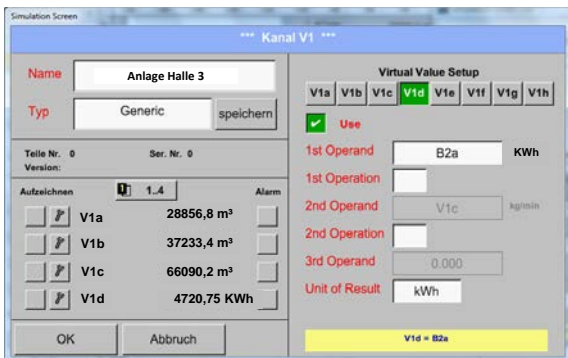 Simulation Screen
*** Kanal V1 ***
Name
Anlage Halle 3
Typ
Generic
speichern
Teile Nr. 0
Ser. Nr. 0
Version:
Aufzeichnen
1..4
Alarm
V1a
28856,8 m³
V1b
37233,4 m³
V1c
66090,2 m³
V1d
4720,75 KWh
OK
Abbruch
Virtual Value Setup
V1a V1b V1c V1d V1e V1f V1g V1h
Use
1st Operand
B2a
KWh
1st Operation
2nd Operand
V1c
kg/min
2nd Operation
3rd Operand
0.000
Unit of Result
kWh
V1d = B2a